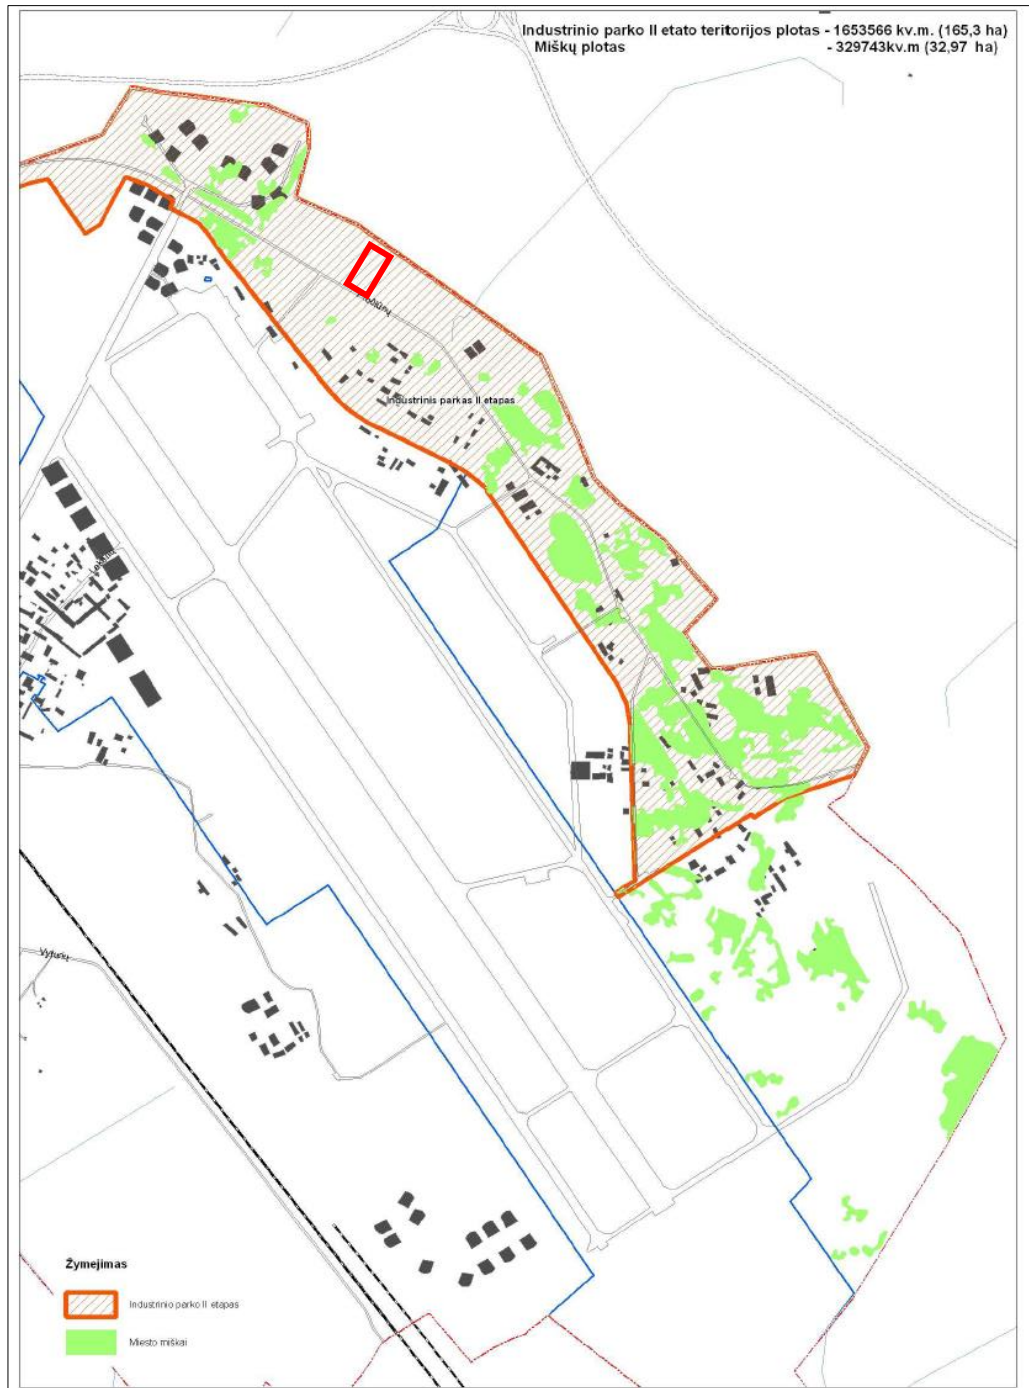 Industrinio parko II etato teritorijos plotas - 1653566 kv.m. (165,3 ha)
Miškų plotas - 329743kv.m (32,97 ha)
Industrinis parkas II etapas
Žymejimas
Industrinio parko II etapas
Miesto miškai